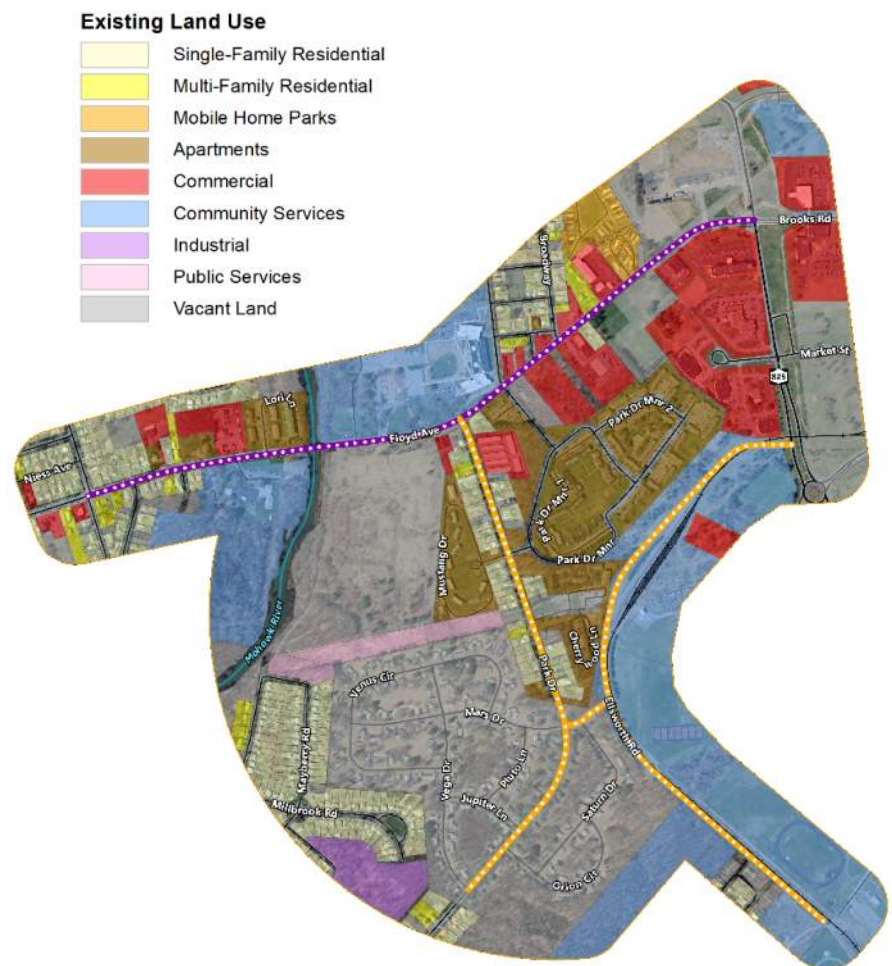 Existing Land Use
Single-Family Residential
Multi-Family Residential
Mobile Home Parks
Apartments
Commercial
Community Services
Industrial
Public Services
Vacant Land
Brooks Rd
Broadway
Market St
825
Lori Ln
Park Dr Mnr 2
Floyd Ave
Niess Ave
Park Dr Mnr 1
Park Dr Mnr
Mustang Dr
Mohawk River
Cherry
wood Ln
Park Dr
Venus Cir
Ellsworth Rd
Mars Dr
Mayberry Rd
Pluto Ln
Vega Dr
Saturn Dr
Jupiter Ln
Millbrook Rd
Orion Cir